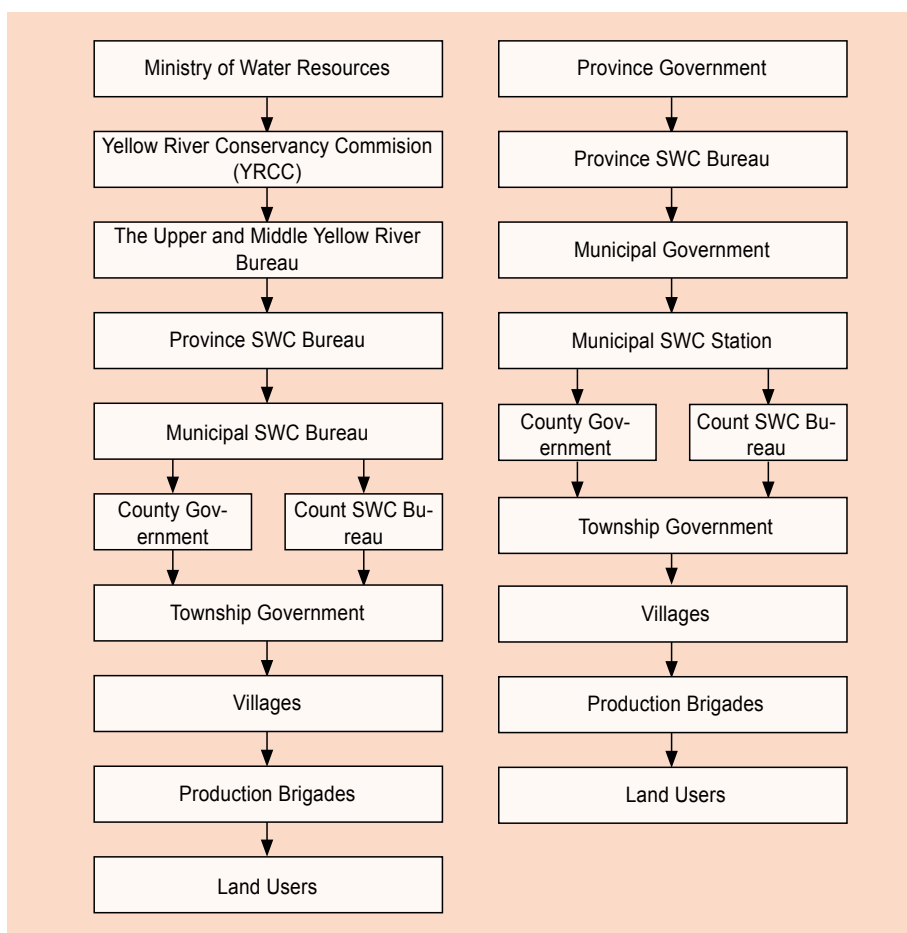 Ministry of Water Resources
Yellow River Conservancy Commision
(YRCC)
The Upper and Middle Yellow River
Bureau
Province SWC Bureau
Municipal SWC Bureau
County Gov-
ernment
Count SWC Bu-
reau
Township Government
Villages
Production Brigades
Land Users
Province Government
Province SWC Bureau
Municipal Government
Municipal SWC Station
County Gov-
ernment
Count SWC Bu-
reau
Township Government
Villages
Production Brigades
Land Users